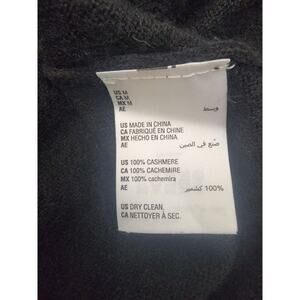 US M
CA M
MX M
AE وسط
US MADE IN CHINA
CA FABRIQUÉ EN CHINE
MX HECHO EN CHINA
AE صنع في الصين
US 100% CASHMERE
CA 100% CACHEMIRE
MX 100% cachemira
AE 100% كشمير
US DRY CLEAN.
CA NETTOYER À SEC.